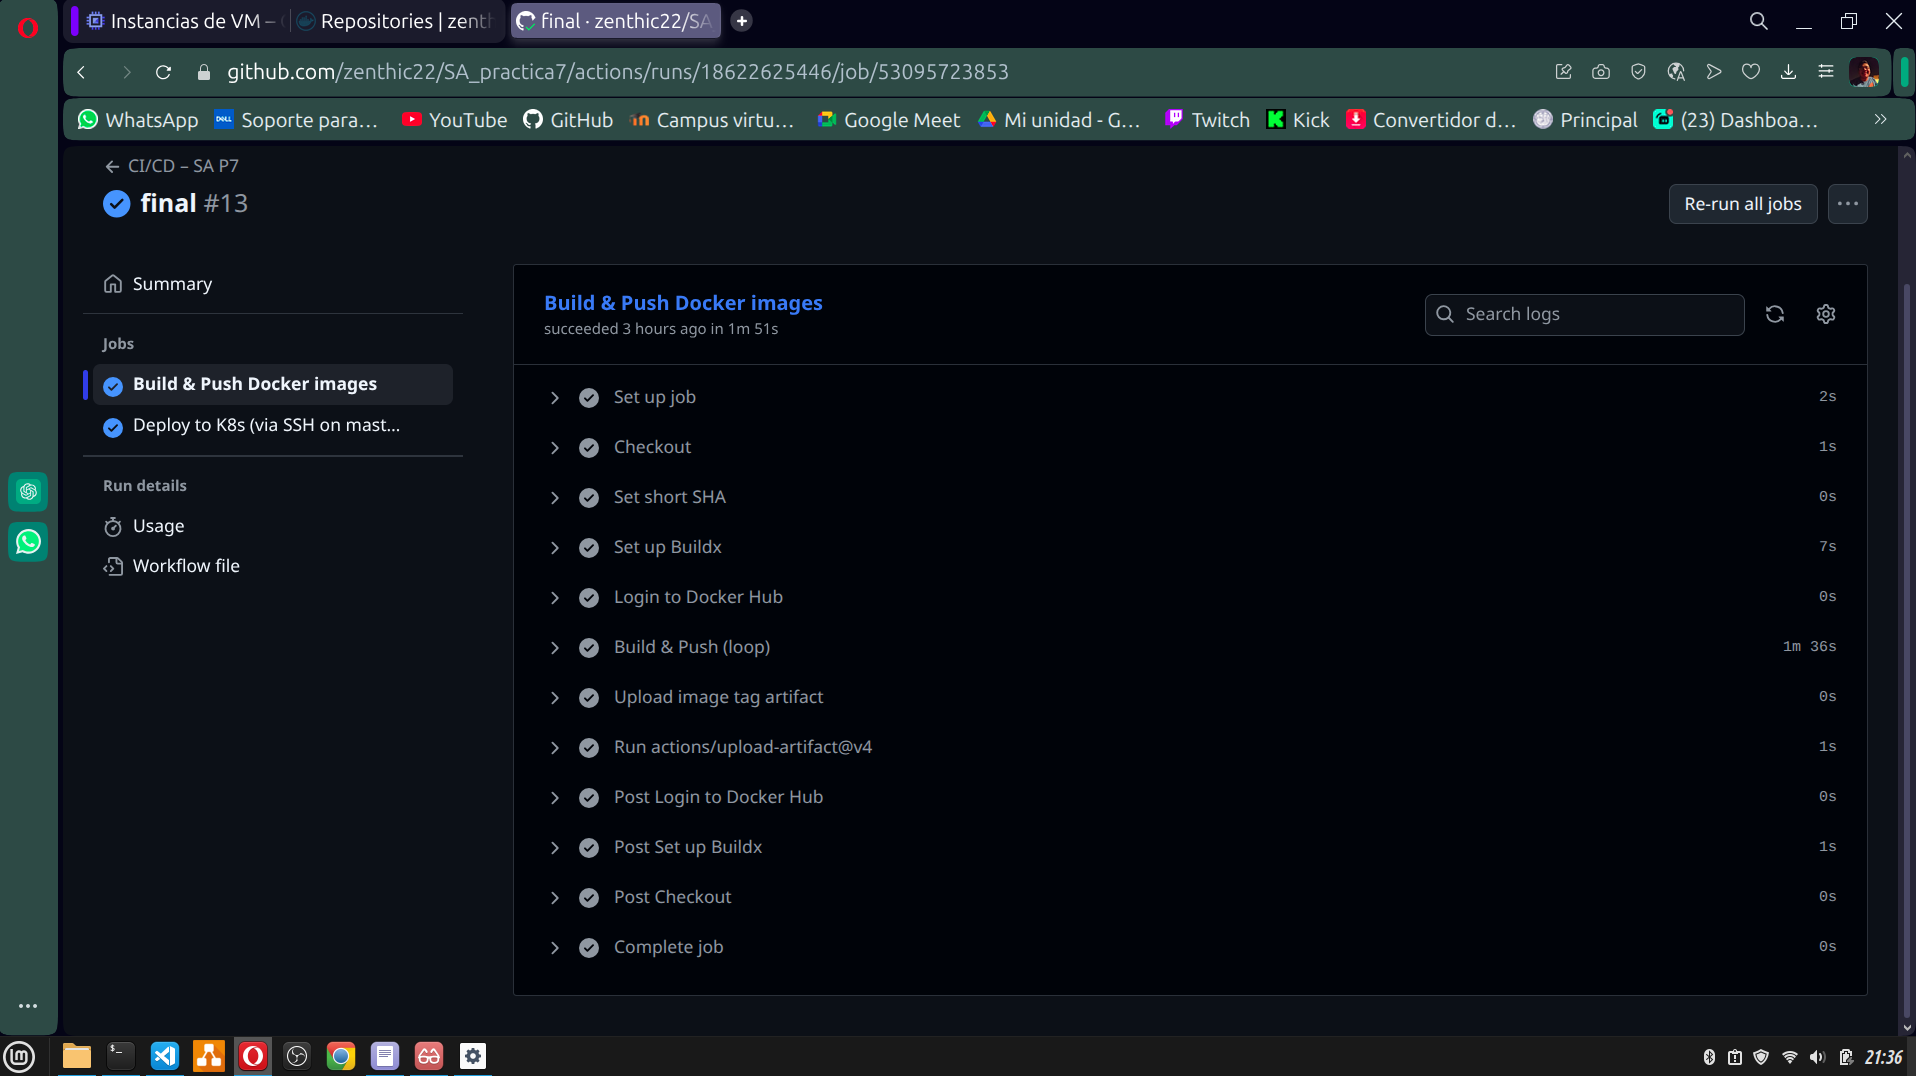 Instancias de VM –
Repositories | zenth
final · zenthic22/SA
github.com/zenthic22/SA_practica7/actions/runs/18622625446/job/53095723853
WhatsApp
DELL
Soporte para...
YouTube
GitHub
Campus virtu...
Google Meet
Mi unidad - G...
Twitch
Kick
Convertidor d...
Principal
(23) Dashboa...
CI/CD – SA P7
final #13
Re-run all jobs
Summary
Jobs
Build & Push Docker images
Deploy to K8s (via SSH on mast...
Run details
Usage
Workflow file
Build & Push Docker images
succeeded 3 hours ago in 1m 51s
Search logs
Set up job 2s
Checkout 1s
Set short SHA 0s
Set up Buildx 7s
Login to Docker Hub 0s
Build & Push (loop) 1m 36s
Upload image tag artifact 0s
Run actions/upload-artifact@v4 1s
Post Login to Docker Hub 0s
Post Set up Buildx 1s
Post Checkout 0s
Complete job 0s
21:36